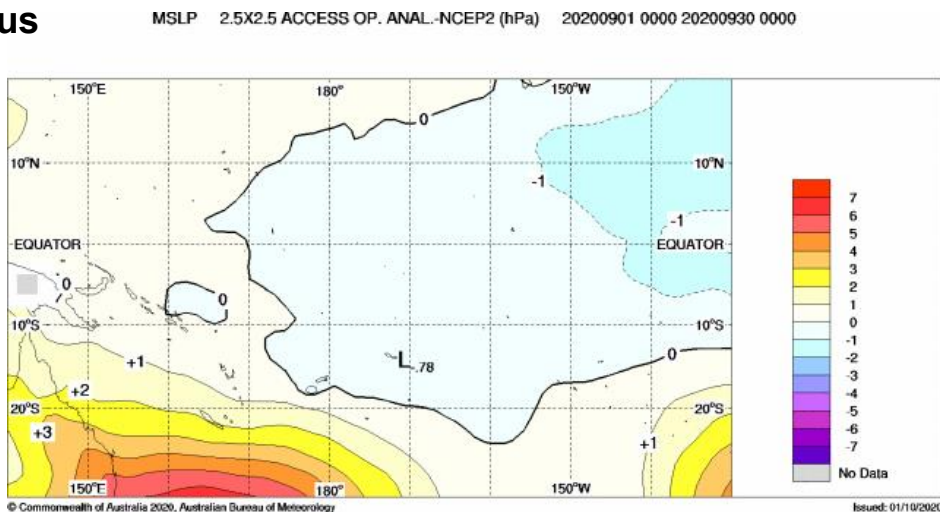 us
MSLP 2.5X2.5 ACCESS OP. ANAL.-NCEP2 (hPa) 20200901 0000 20200930 0000
150°E 180° 150°W
0
10°N 10°N
-1
-1
EQUATOR EQUATOR
0
0
10°S 10°S
0
+1
L.78
+2
20°S 20°S
+3
+1
150°E 180° 150°W
7
6
5
4
3
2
1
0
-1
-2
-3
-4
-5
-6
-7
No Data
© Commonwealth of Australia 2020, Australian Bureau of Meteorology Issued: 01/10/2020